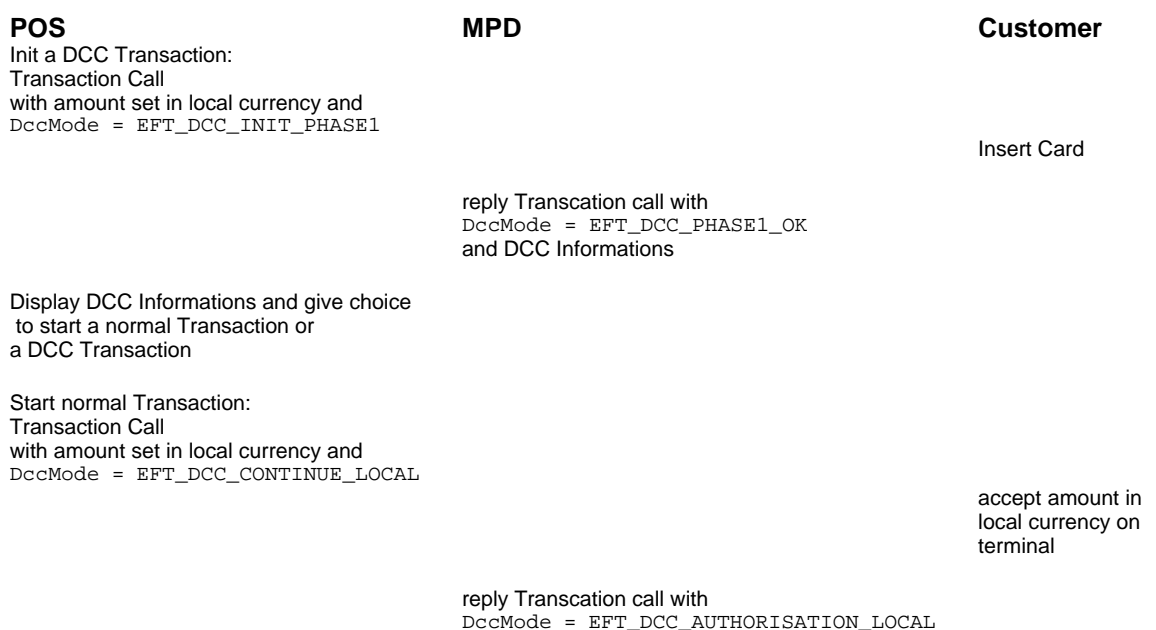 POS MPD Customer
Init a DCC Transaction:
Transaction Call
with amount set in local currency and
DccMode = EFT_DCC_INIT_PHASE1
Insert Card
reply Transcation call with
DccMode = EFT_DCC_PHASE1_OK
and DCC Informations
Display DCC Informations and give choice
to start a normal Transaction or
a DCC Transaction
Start normal Transaction:
Transaction Call
with amount set in local currency and
DccMode = EFT_DCC_CONTINUE_LOCAL
accept amount in
local currency on
terminal
reply Transcation call with
DccMode = EFT_DCC_AUTHORISATION_LOCAL